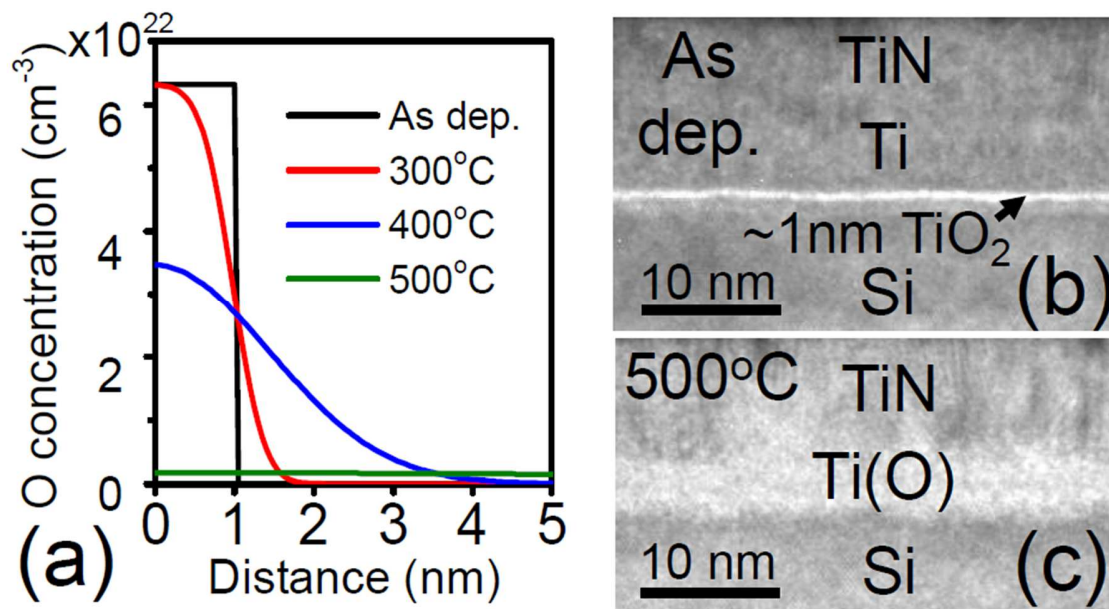 x10²²
O concentration (cm⁻³)
6
4
2
0
As dep.
300°C
400°C
500°C
0 1 2 3 4 5
Distance (nm)
(a)
As
dep.
TiN
Ti
~1nm TiO₂
10 nm
Si
(b)
500°C
TiN
Ti(O)
10 nm
Si
(c)